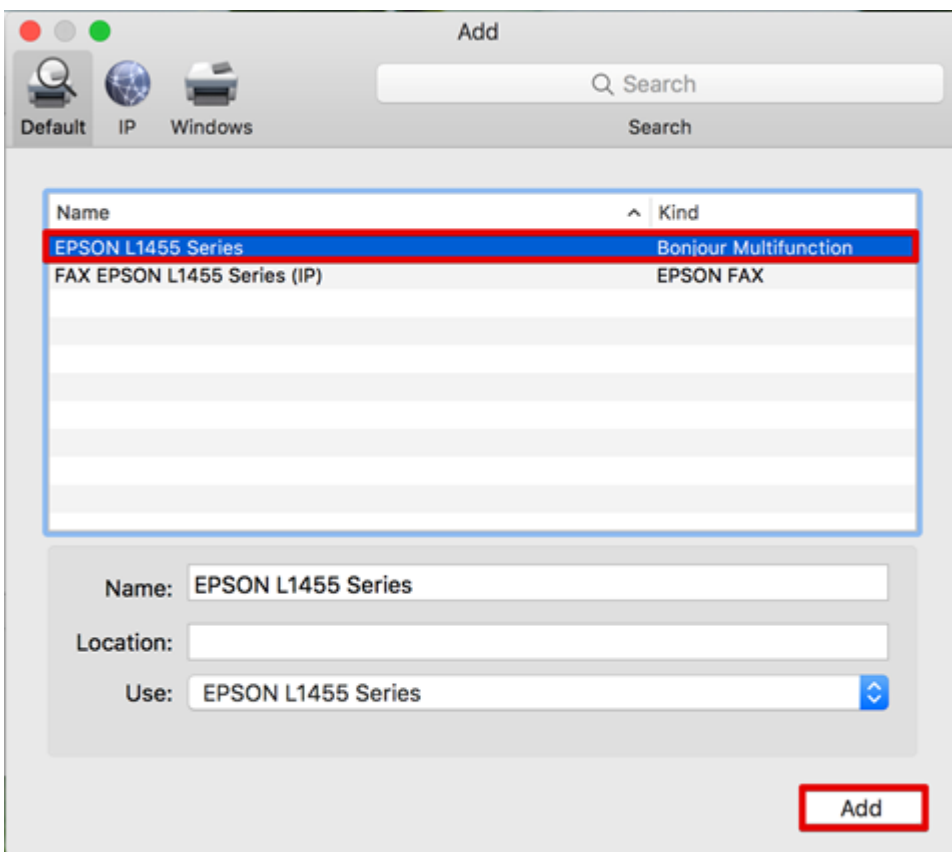 Add
Search
Default IP Windows Search
Name Kind
EPSON L1455 Series Bonjour Multifunction
FAX EPSON L1455 Series (IP) EPSON FAX
Name: EPSON L1455 Series
Location:
Use: EPSON L1455 Series
Add